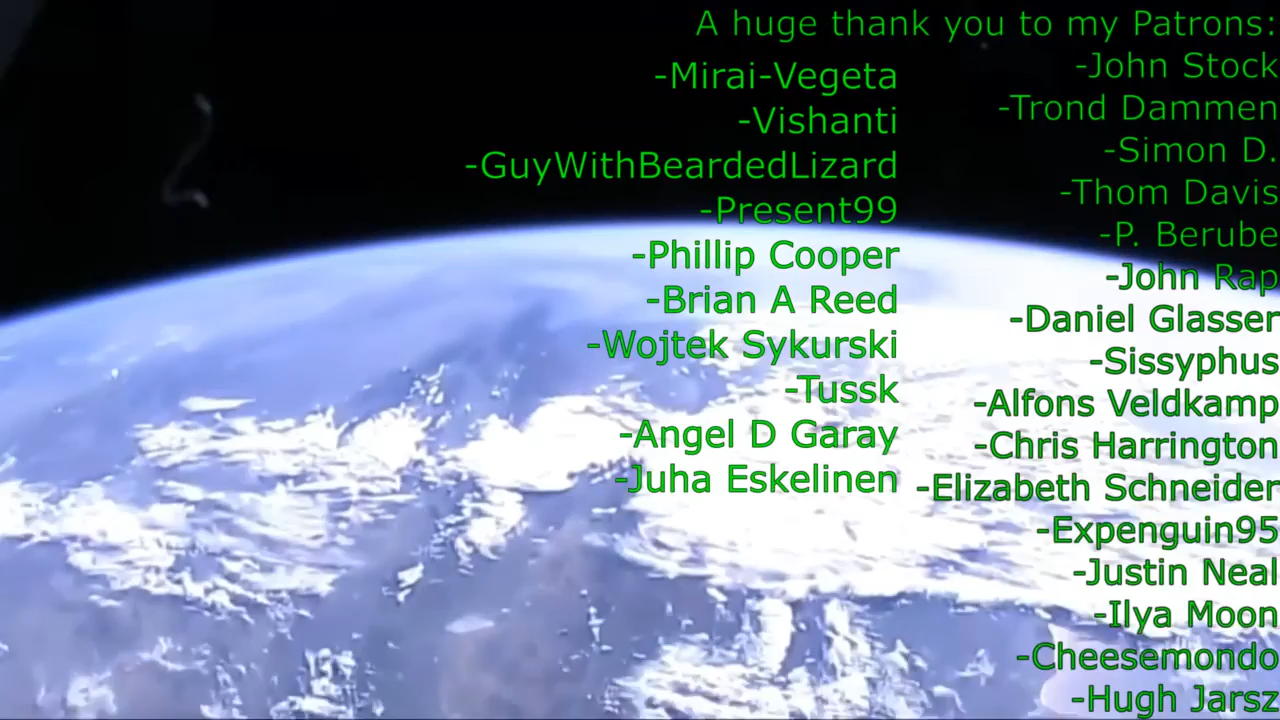 A huge thank you to my Patrons:
-Mirai-Vegeta
-Vishanti
-GuyWithBeardedLizard
-Present99
-Phillip Cooper
-Brian A Reed
-Wojtek Sykurski
-Tussk
-Angel D Garay
-Juha Eskelinen
-John Stock
-Trond Dammen
-Simon D.
-Thom Davis
-P. Berube
-John Rap
-Daniel Glasser
-Sissyphus
-Alfons Veldkamp
-Chris Harrington
-Elizabeth Schneider
-Expenguin95
-Justin Neal
-Ilya Moon
-Cheesemondo
-Hugh Jarsz